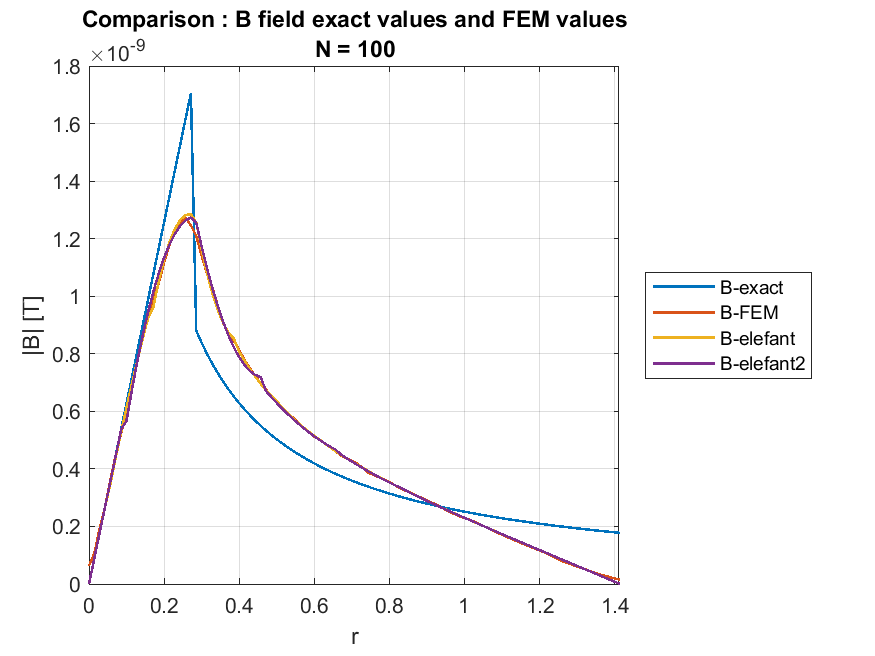 Comparison : B field exact values and FEM values
N = 100
×10-9
1.8
1.6
1.4
1.2
1
0.8
0.6
0.4
0.2
0
0 0.2 0.4 0.6 0.8 1 1.2 1.4
|B| [T]
r
B-exact
B-FEM
B-elefant
B-elefant2